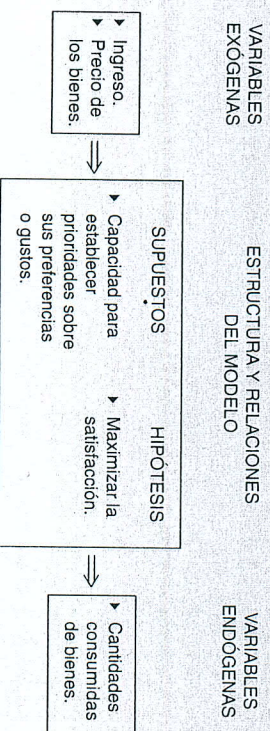 VARIABLES
EXÓGENAS
ESTRUCTURA Y RELACIONES
DEL MODELO
VARIABLES
ENDÓGENAS
Ingreso.
Precio de
los bienes.
SUPUESTOS
Capacidad para
establecer
prioridades sobre
sus preferencias
o gustos.
HIPÓTESIS
Maximizar la
satisfacción.
Cantidades
consumidas
de bienes.